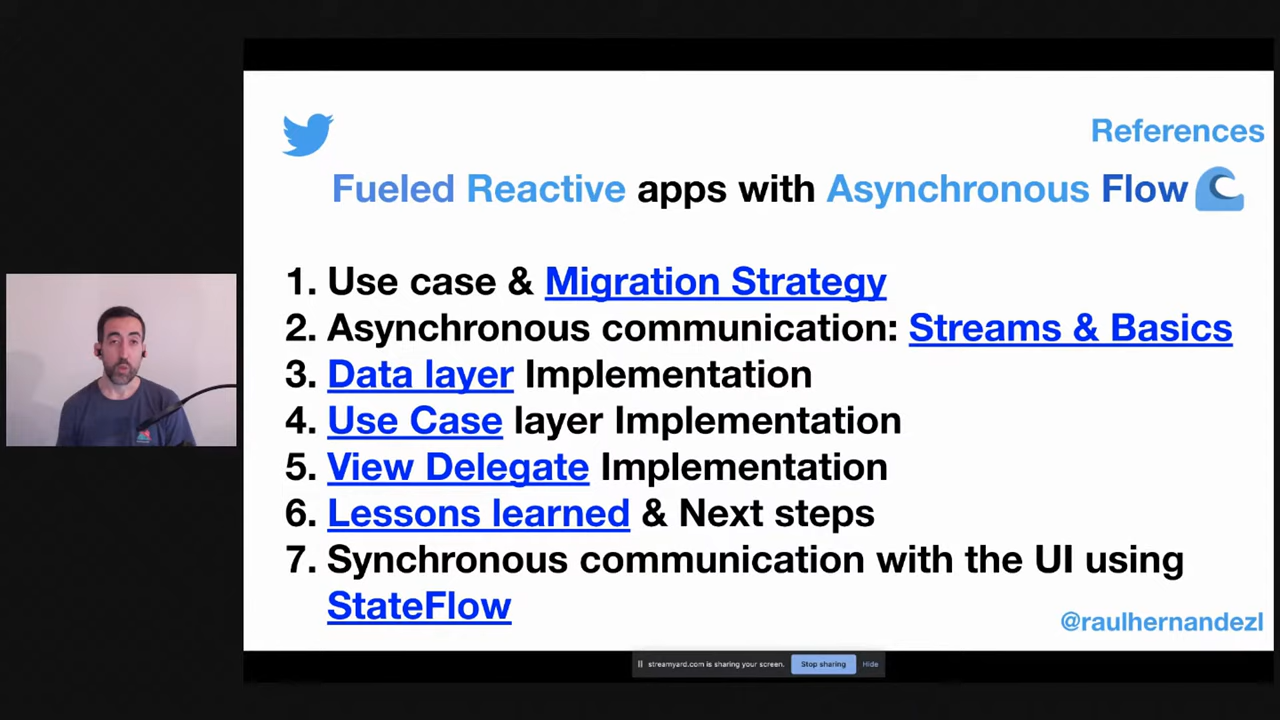 References
Fueled Reactive apps with Asynchronous Flow
1. Use case & Migration Strategy
2. Asynchronous communication: Streams & Basics
3. Data layer Implementation
4. Use Case layer Implementation
5. View Delegate Implementation
6. Lessons learned & Next steps
7. Synchronous communication with the UI using
StateFlow
@raulhernandezl
streamyard.com is sharing your screen. Stop sharing Hide